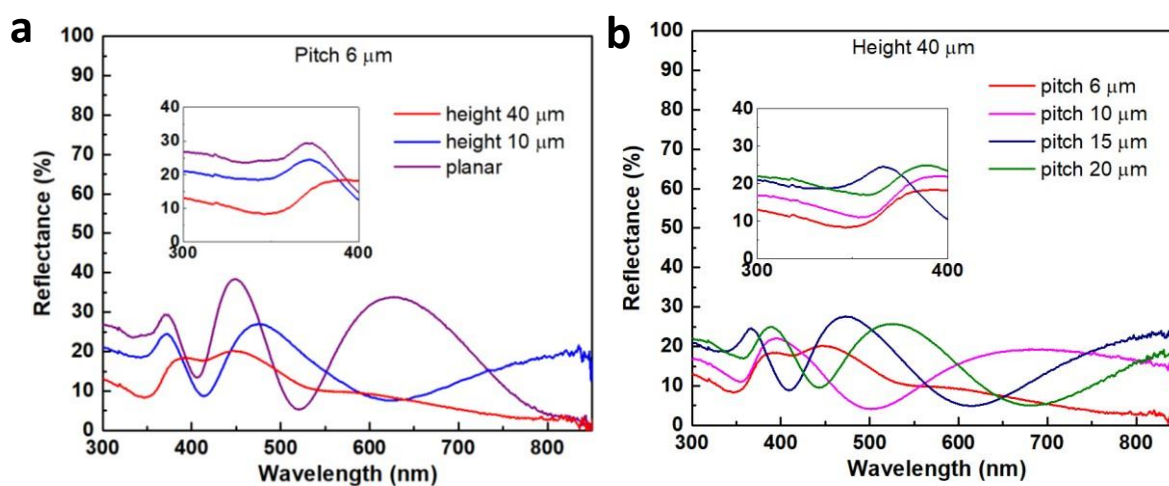 a
Pitch 6 μm
height 40 μm
height 10 μm
planar
Reflectance (%)
100
90
80
70
60
50
40
30
20
10
0
300 400 500 600 700 800
Wavelength (nm)
40
30
20
10
0
300 400
b
Height 40 μm
pitch 6 μm
pitch 10 μm
pitch 15 μm
pitch 20 μm
Reflectance (%)
100
90
80
70
60
50
40
30
20
10
0
300 400 500 600 700 800
Wavelength (nm)
40
30
20
10
0
300 400